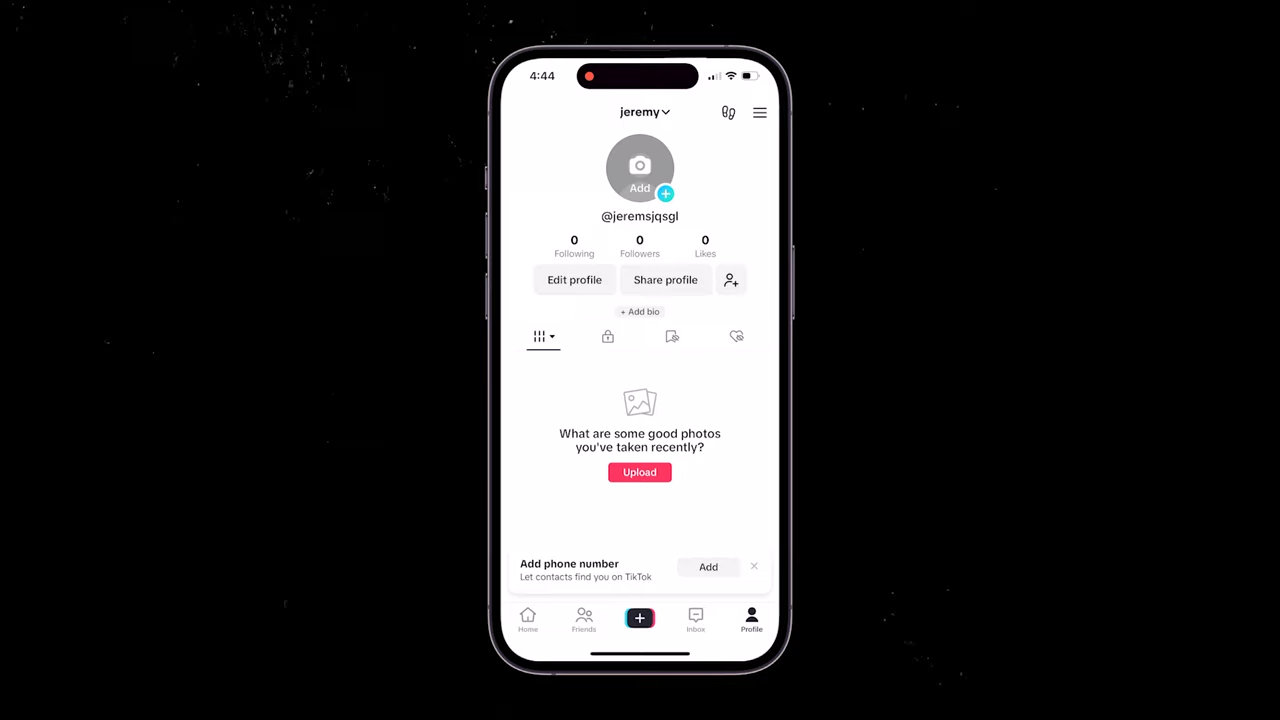 4:44
jeremy
Add
@jeremsjqsgl
0 0 0
Following Followers Likes
Edit profile Share profile
+ Add bio
What are some good photos
you've taken recently?
Upload
Add phone number
Let contacts find you on TikTok
Add
Home Friends Inbox Profile